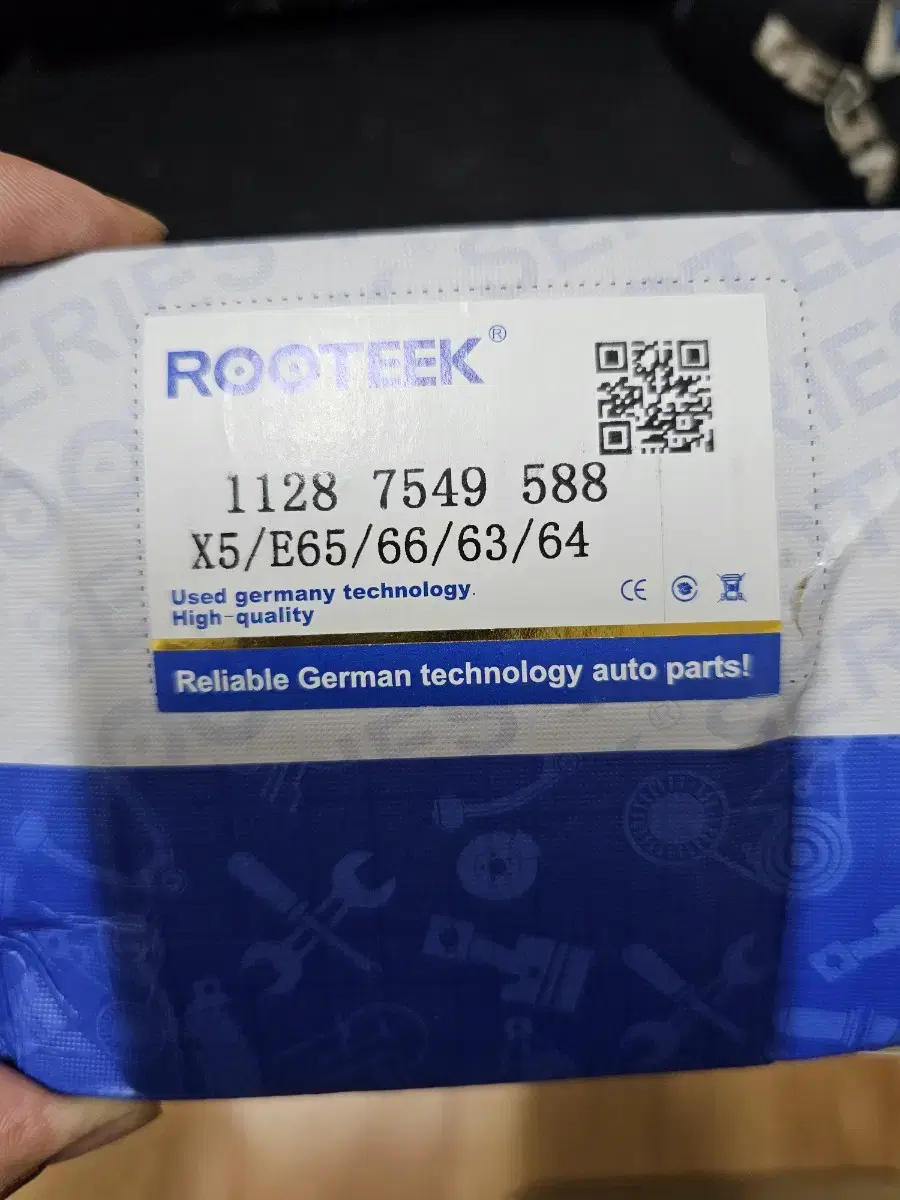 ROOTEEK®
1128 7549 588
X5/E65/66/63/64
Used germany technology.
High-quality
CE
Reliable German technology auto parts!
SERIES